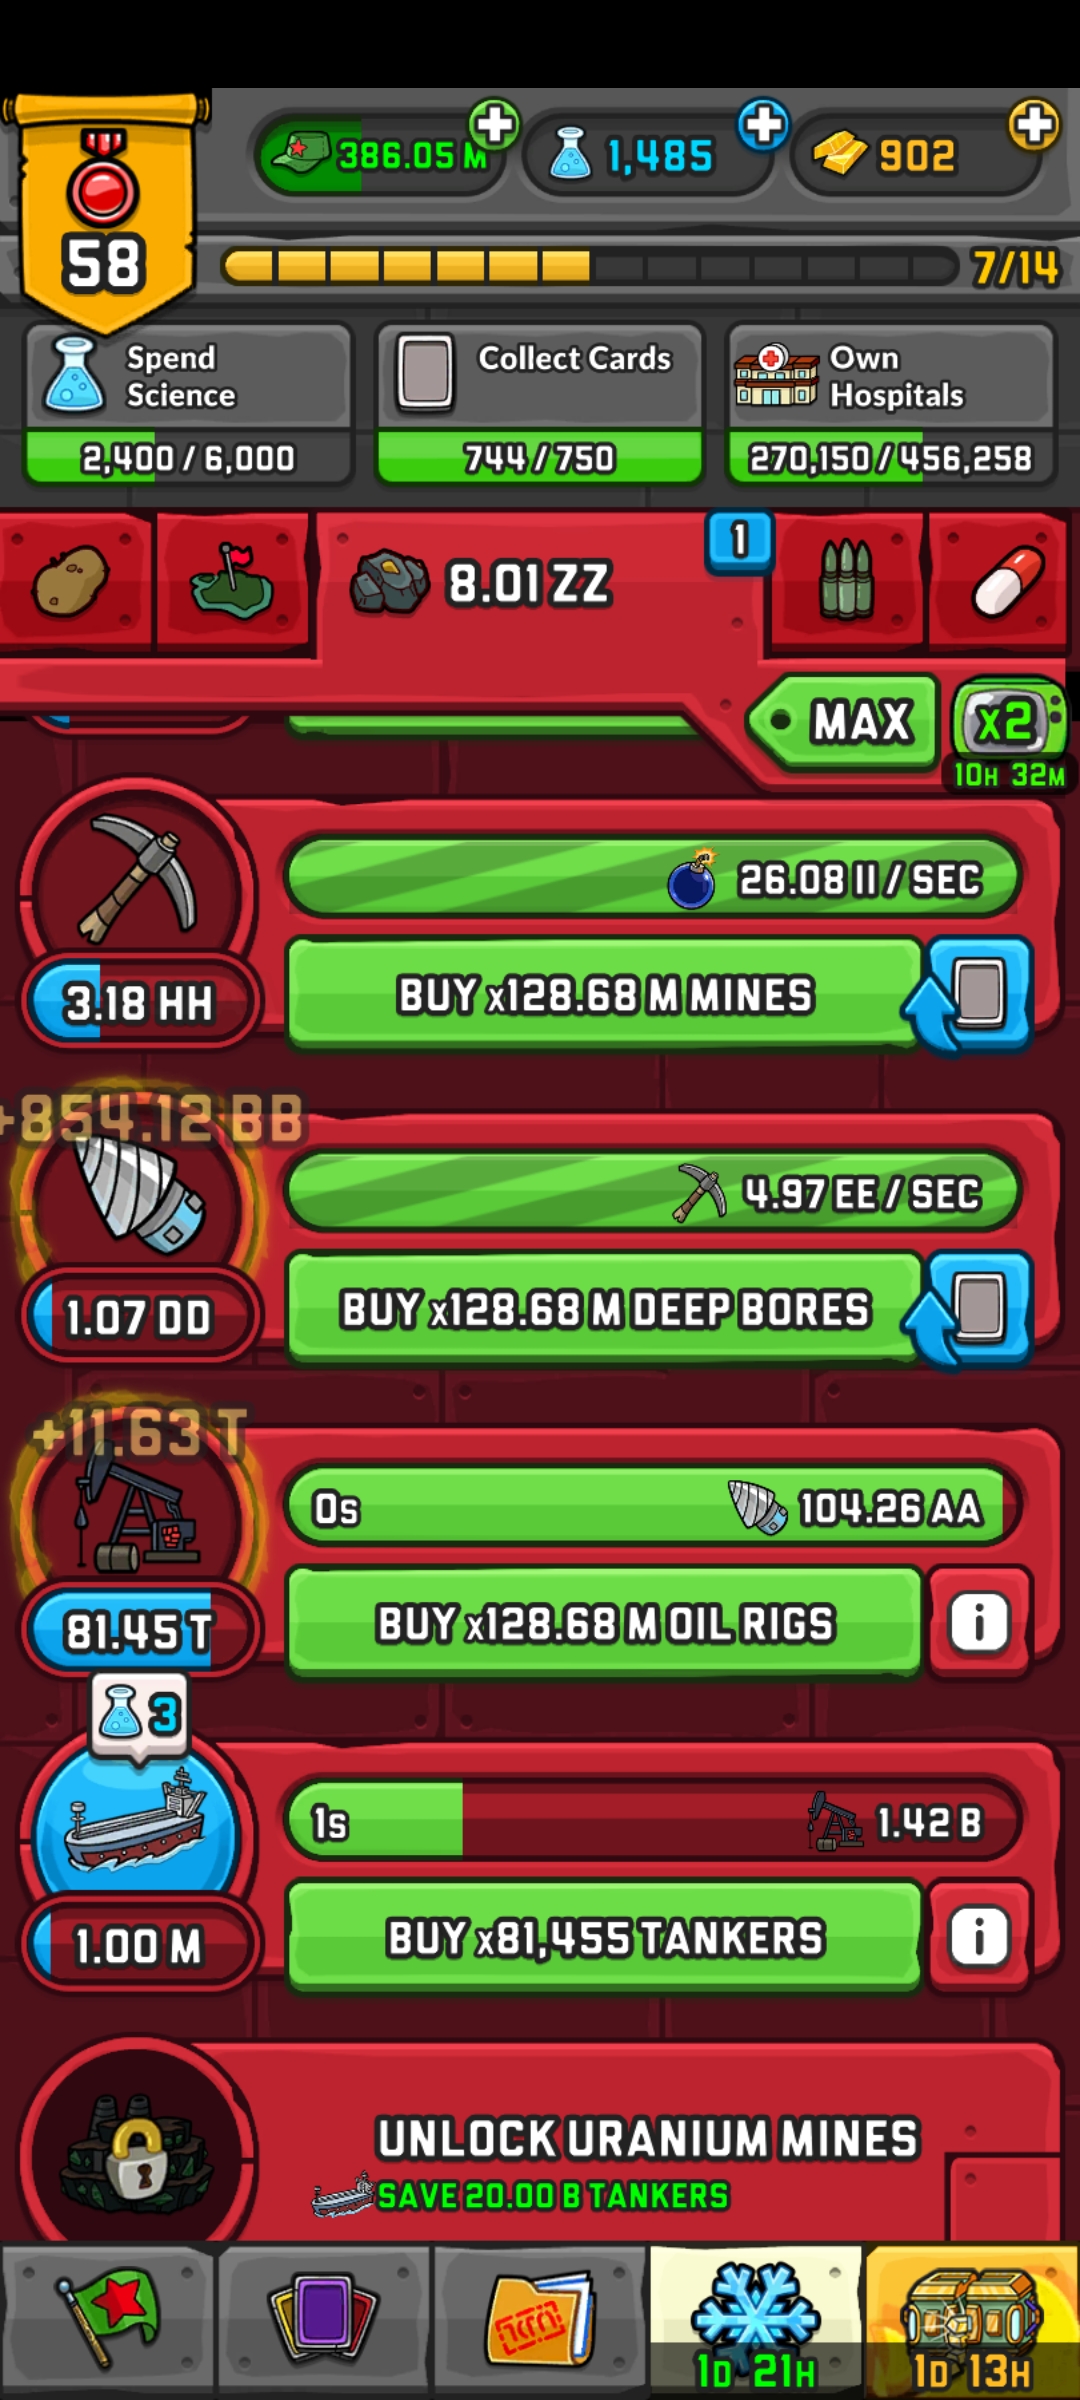 58
386.05 M
1,485
902
7/14
Spend
Science
2,400 / 6,000
Collect Cards
744 / 750
Own
Hospitals
270,150 / 456,258
8.01 ZZ
1
MAX
x2
10H 32M
26.08 II / SEC
3.18 HH
BUY x128.68 M MINES
+854.12 BB
4.97 EE / SEC
1.07 DD
BUY x128.68 M DEEP BORES
+11.63 T
0s
104.26 AA
81.45 T
BUY x128.68 M OIL RIGS
i
3
1s
1.42 B
1.00 M
BUY x81,455 TANKERS
i
UNLOCK URANIUM MINES
SAVE 20.00 B TANKERS
1D 21H
1D 13H